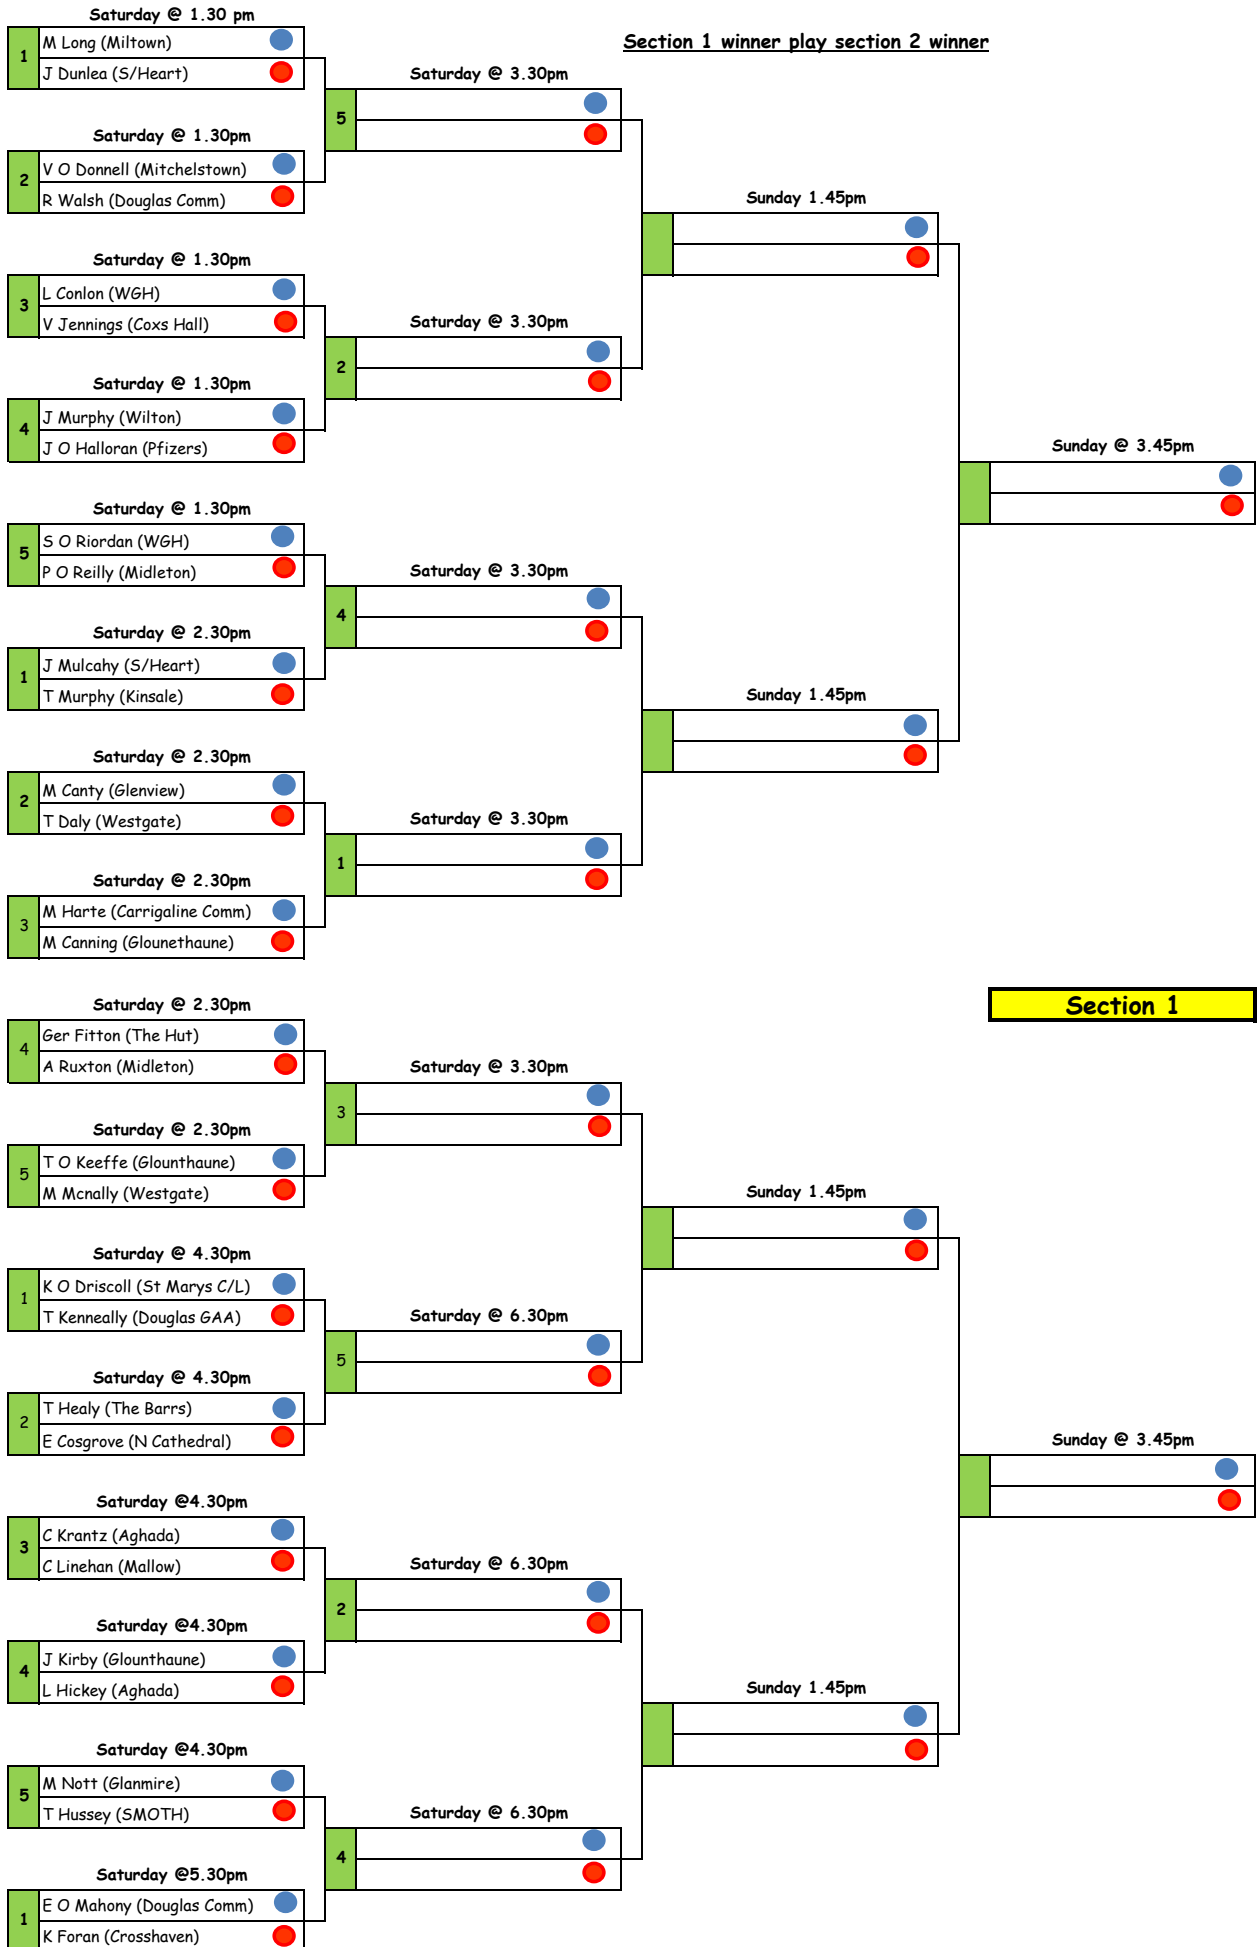 Saturday @ 1.30 pm
Section 1 winner play section 2 winner
1
M Long (Miltown)
J Dunlea (S/Heart)
Saturday @ 3.30pm
5
Saturday @ 1.30pm
2
V O Donnell (Mitchelstown)
R Walsh (Douglas Comm)
Sunday 1.45pm
Saturday @ 1.30pm
3
L Conlon (WGH)
V Jennings (Coxs Hall)
Saturday @ 3.30pm
2
Saturday @ 1.30pm
4
J Murphy (Wilton)
J O Halloran (Pfizers)
Sunday @ 3.45pm
Saturday @ 1.30pm
5
S O Riordan (WGH)
P O Reilly (Midleton)
Saturday @ 3.30pm
4
Saturday @ 2.30pm
1
J Mulcahy (S/Heart)
T Murphy (Kinsale)
Sunday 1.45pm
Saturday @ 2.30pm
2
M Canty (Glenview)
T Daly (Westgate)
Saturday @ 3.30pm
1
Saturday @ 2.30pm
3
M Harte (Carrigaline Comm)
M Canning (Glounethaune)
Saturday @ 2.30pm
Section 1
4
Ger Fitton (The Hut)
A Ruxton (Midleton)
Saturday @ 3.30pm
3
Saturday @ 2.30pm
5
T O Keeffe (Glounthaune)
M Mcnally (Westgate)
Sunday 1.45pm
Saturday @ 4.30pm
1
K O Driscoll (St Marys C/L)
T Kenneally (Douglas GAA)
Saturday @ 6.30pm
5
Saturday @ 4.30pm
2
T Healy (The Barrs)
E Cosgrove (N Cathedral)
Sunday @ 3.45pm
Saturday @4.30pm
3
C Krantz (Aghada)
C Linehan (Mallow)
Saturday @ 6.30pm
2
Saturday @4.30pm
4
J Kirby (Glounthaune)
L Hickey (Aghada)
Sunday 1.45pm
Saturday @4.30pm
5
M Nott (Glanmire)
T Hussey (SMOTH)
Saturday @ 6.30pm
4
Saturday @5.30pm
1
E O Mahony (Douglas Comm)
K Foran (Crosshaven)